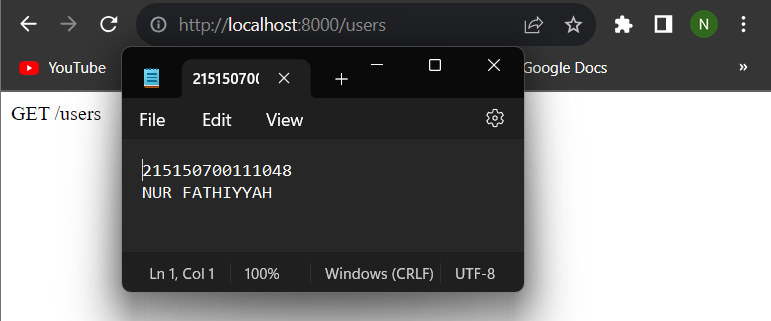 http://localhost:8000/users
N
YouTube
Google Docs
»
GET /users
21515070
File Edit View
215150700111048
NUR FATHIYYAH
Ln 1, Col 1 100% Windows (CRLF) UTF-8